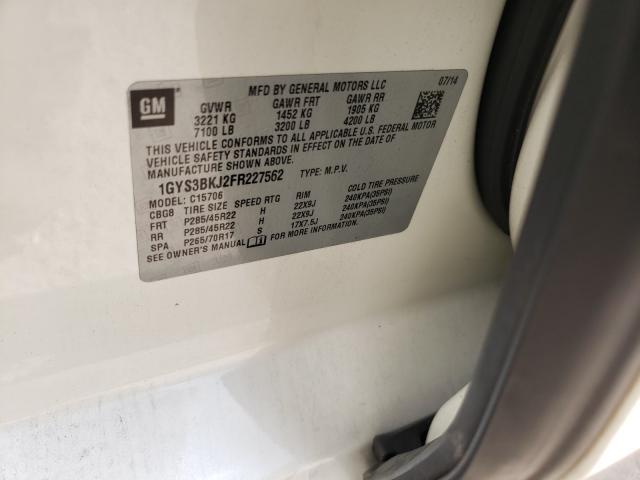 MFD BY GENERAL MOTORS LLC 07/14
GM GVWR GAWR FRT GAWR RR
3221 KG 1452 KG 1905 KG
7100 LB 3200 LB 4200 LB
THIS VEHICLE CONFORMS TO ALL APPLICABLE U.S. FEDERAL MOTOR
VEHICLE SAFETY STANDARDS IN EFFECT ON THE DATE OF
MANUFACTURE SHOWN ABOVE.
1GYS3BKJ2FR227562 TYPE: M.P.V.
MODEL: C15706
CBG8 TIRE SIZE SPEED RTG RIM COLD TIRE PRESSURE
FRT P285/45R22 H 22X9J 240KPA(35PSI)
RR P285/45R22 H 22X9J 240KPA(35PSI)
SPA P265/70R17 S 17X7.5J 240KPA(35PSI)
SEE OWNER'S MANUAL FOR MORE INFORMATION.